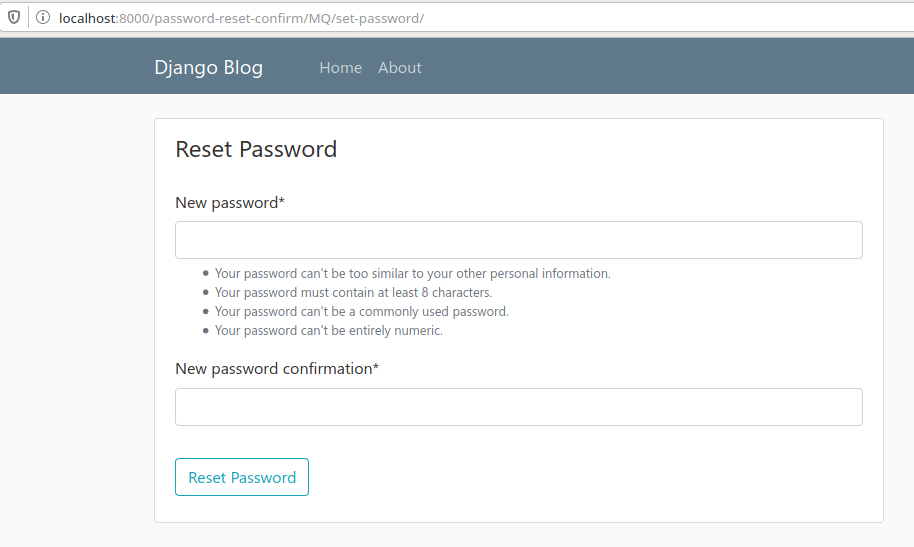 localhost:8000/password-reset-confirm/MQ/set-password/
Django Blog Home About
Reset Password
New password*
Your password can't be too similar to your other personal information.
Your password must contain at least 8 characters.
Your password can't be a commonly used password.
Your password can't be entirely numeric.
New password confirmation*
Reset Password